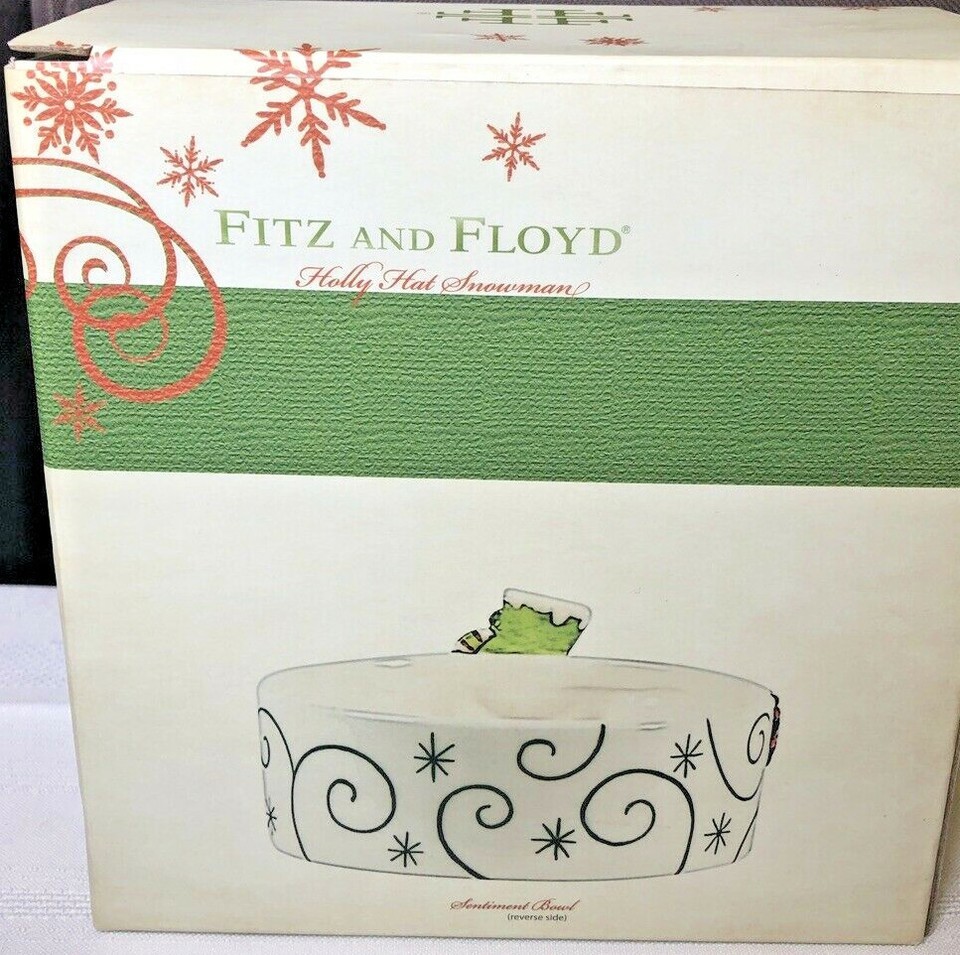 FITZ AND FLOYD®
Holly Hat Snowman
Sentiment Bowl
(reverse side)